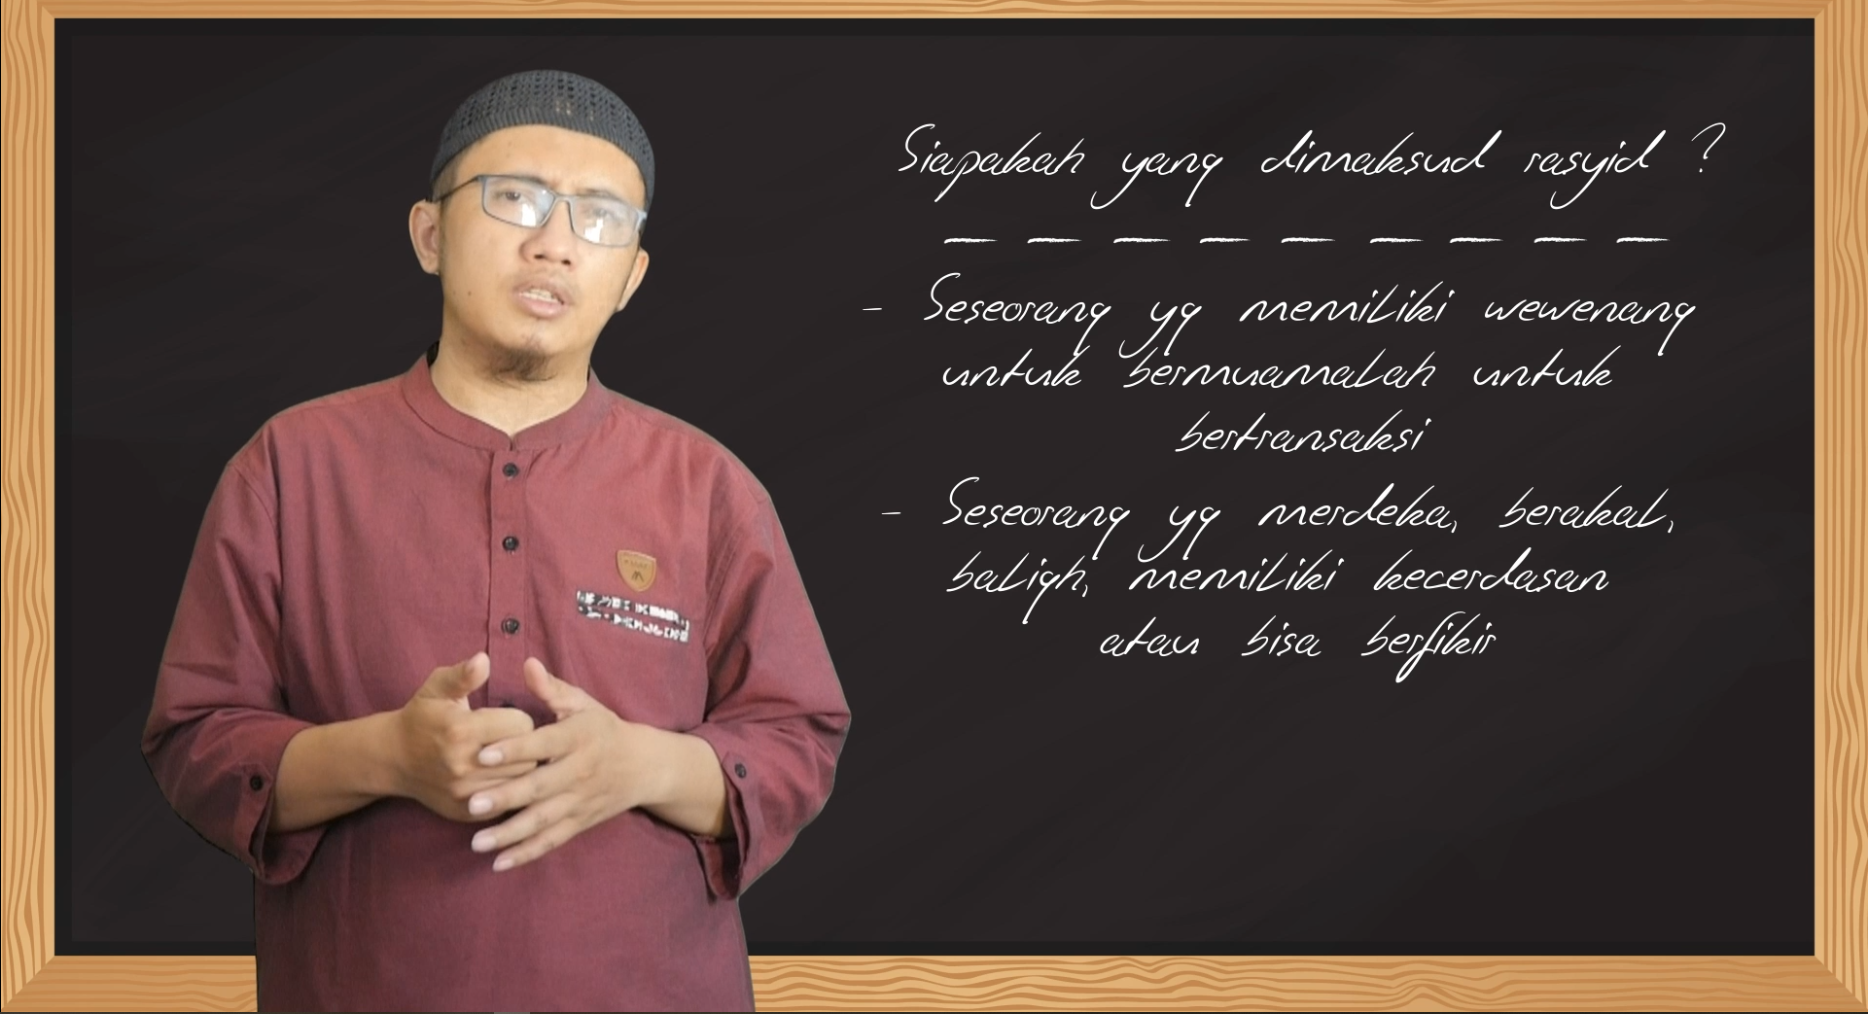 Siapakah yang dimaksud rasyid ?
- Seseorang yg memiliki wewenang
untuk bermuamalah untuk
bertransaksi
- Seseorang yg merdeka, berakal,
baligh, memiliki kecerdasan
atau bisa berfikir